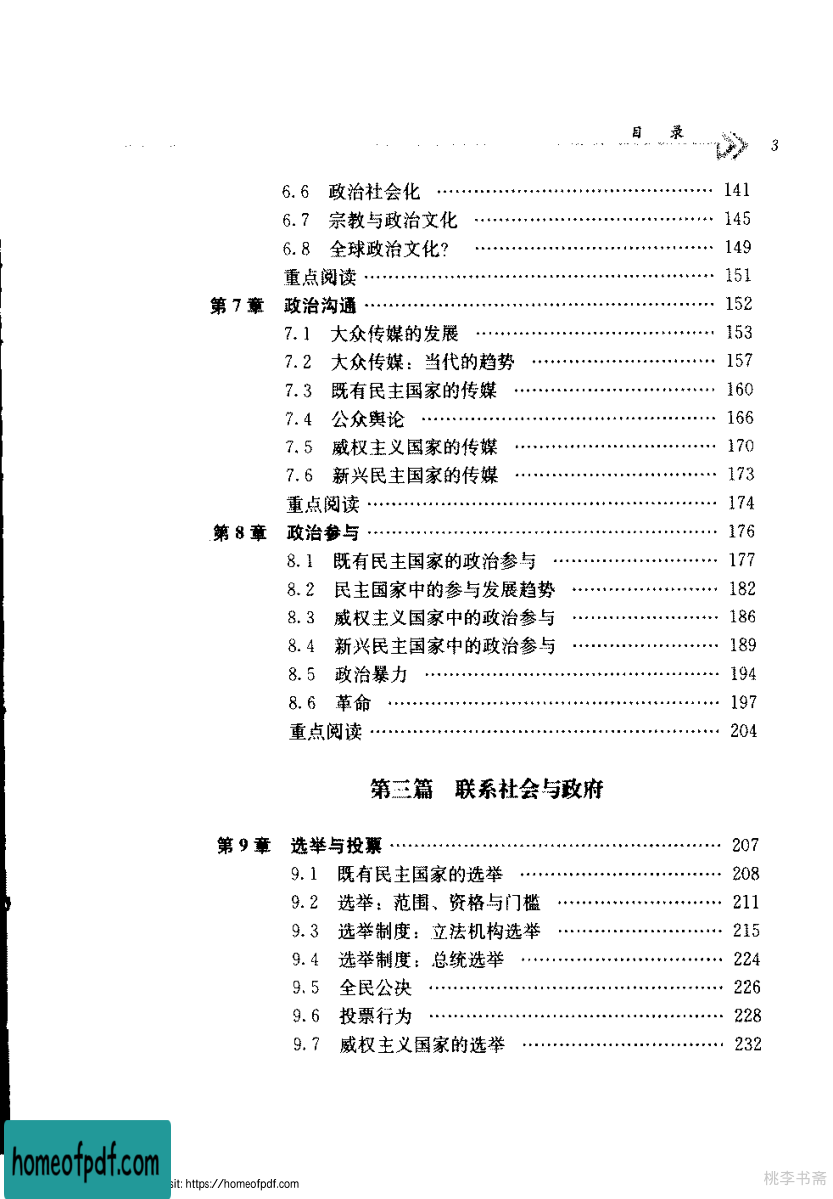 目 录 3
6.6 政治社会化 ………………………………… 141
6.7 宗教与政治文化 ………………………………… 145
6.8 全球政治文化? ………………………………… 149
重点阅读 ………………………………… 151
第7章 政治沟通 ………………………………… 152
7.1 大众传媒的发展 ………………………………… 153
7.2 大众传媒:当代的趋势 ………………………………… 157
7.3 既有民主国家的传媒 ………………………………… 160
7.4 公众舆论 ………………………………… 166
7.5 威权主义国家的传媒 ………………………………… 170
7.6 新兴民主国家的传媒 ………………………………… 173
重点阅读 ………………………………… 174
第8章 政治参与 ………………………………… 176
8.1 既有民主国家的政治参与 ………………………………… 177
8.2 民主国家中的参与发展趋势 ………………………………… 182
8.3 威权主义国家中的政治参与 ………………………………… 186
8.4 新兴民主国家中的政治参与 ………………………………… 189
8.5 政治暴力 ………………………………… 194
8.6 革命 ………………………………… 197
重点阅读 ………………………………… 204
第三篇 联系社会与政府
第9章 选举与投票 ………………………………… 207
9.1 既有民主国家的选举 ………………………………… 208
9.2 选举:范围、资格与门槛 ………………………………… 211
9.3 选举制度:立法机构选举 ………………………………… 215
9.4 选举制度:总统选举 ………………………………… 224
9.5 全民公决 ………………………………… 226
9.6 投票行为 ………………………………… 228
9.7 威权主义国家的选举 ………………………………… 232
homeofpdf.com
sit: https://homeofpdf.com
桃李书斋